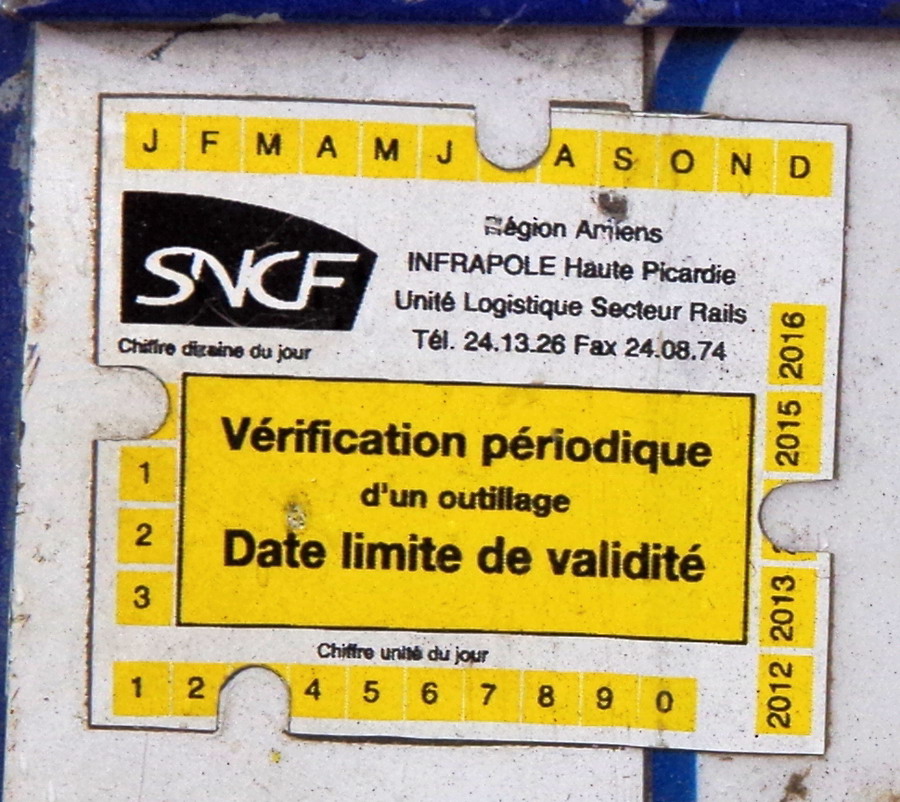 J F M A M J A S O N D
SNCF
Région Amiens
INFRAPOLE Haute Picardie
Unité Logistique Secteur Rails
Tél. 24.13.26 Fax 24.08.74
Chiffre dizaine du jour
2016
2015
2013
2012
1
2
3
Vérification périodique
d'un outillage
Date limite de validité
Chiffre unité du jour
1 2 4 5 6 7 8 9 0